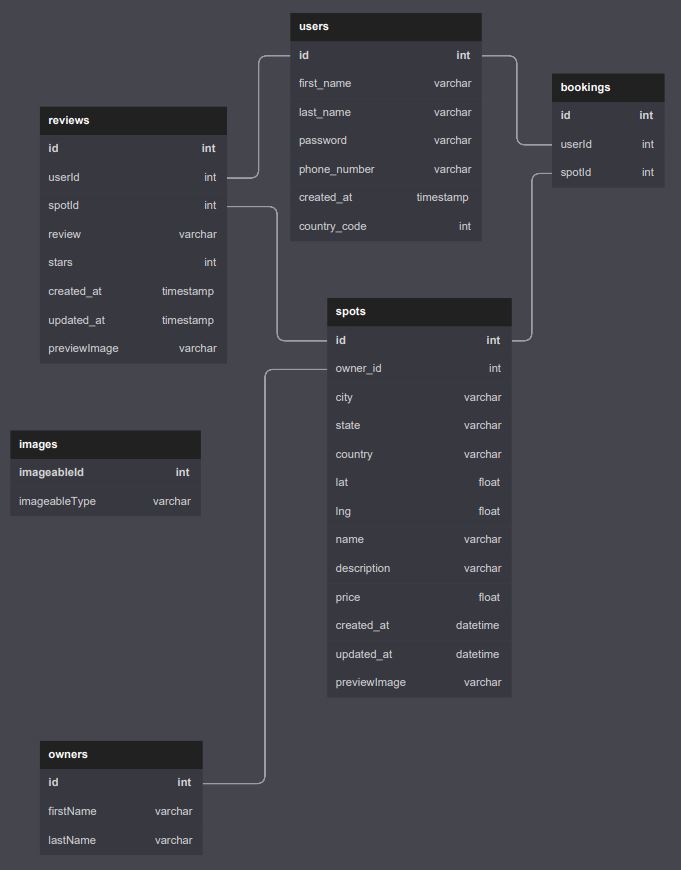 users
id int
first_name varchar
last_name varchar
password varchar
phone_number varchar
created_at timestamp
country_code int
bookings
id int
userId int
spotId int
reviews
id int
userId int
spotId int
review varchar
stars int
created_at timestamp
updated_at timestamp
previewImage varchar
spots
id int
owner_id int
city varchar
state varchar
country varchar
lat float
lng float
name varchar
description varchar
price float
created_at datetime
updated_at datetime
previewImage varchar
images
imageableId int
imageableType varchar
owners
id int
firstName varchar
lastName varchar